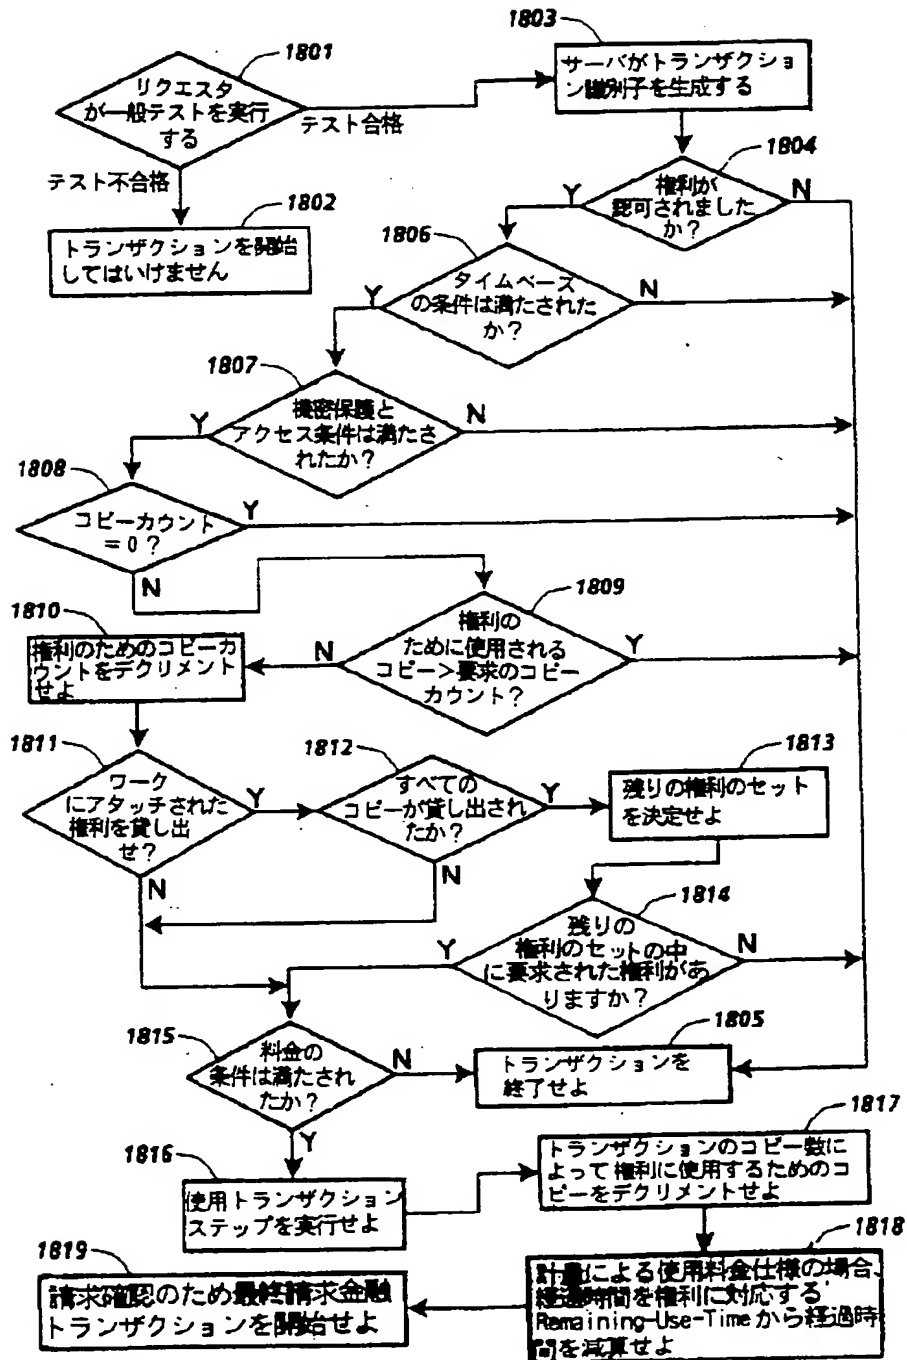 1801
リクエスタ
が一般テストを実行
する
テスト合格
テスト不合格
1802
トランザクションを開始
してはいけません
1803
サーバがトランザクショ
ン識別子を生成する
1804
権利が
認可されました
か？
Y
N
1806
タイムベース
の条件は満たされた
か？
Y
N
1807
機密保護と
アクセス条件は満たさ
れたか？
Y
N
1808
コピーカウント
＝0？
Y
N
1809
権利の
ために使用される
コピー＞要求のコピー
カウント？
N
Y
1810
権利のためのコピーカ
ウントをデクリメント
せよ
1811
ワーク
にアタッチされた
権利を貸し出
せ？
Y
N
1812
すべての
コピーが貸し出され
たか？
Y
N
1813
残りの権利のセット
を決定せよ
1814
残りの
権利のセットの中
に要求された権利があ
りますか？
Y
N
1815
料金の
条件は満たされ
たか？
N
Y
1805
トランザクションを
終了せよ
1816
使用トランザクション
ステップを実行せよ
1817
トランザクションのコピー数に
よって権利に使用するためのコ
ピーをデクリメントせよ
1818
計量による使用料金仕様の場合、
経過時間を権利に対応する
Remaining-Use-Timeから経過時
間を減算せよ
1819
請求確認のため最終請求金融
トランザクションを開始せよ